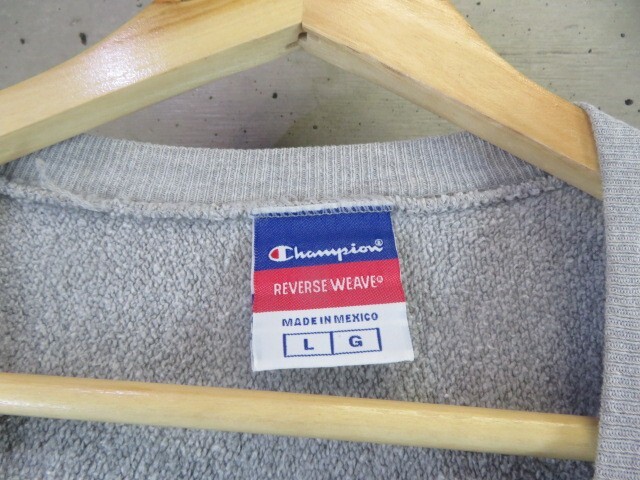 Champion®
REVERSE WEAVE®
MADE IN MEXICO
L G